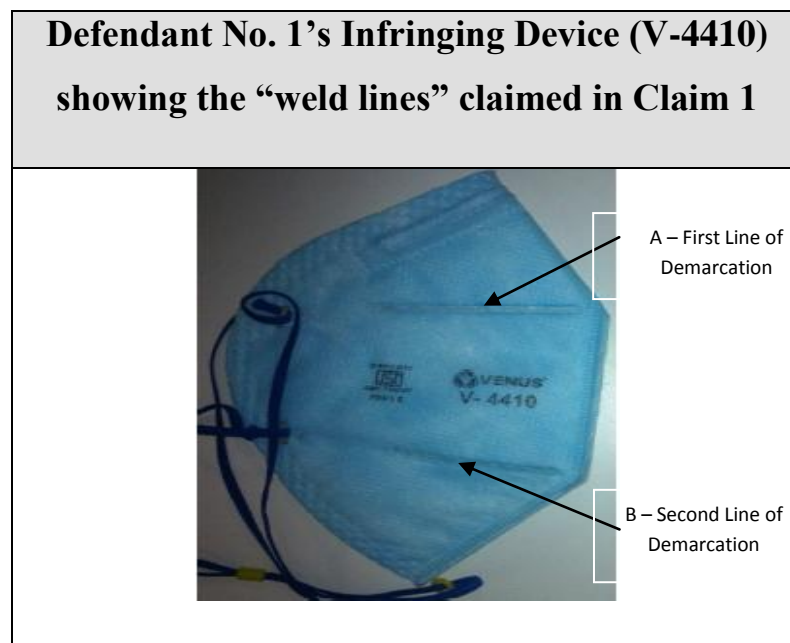 Defendant No. 1’s Infringing Device (V-4410)
showing the “weld lines” claimed in Claim 1
A – First Line of
Demarcation
VENUS
V- 4410
B – Second Line of
Demarcation